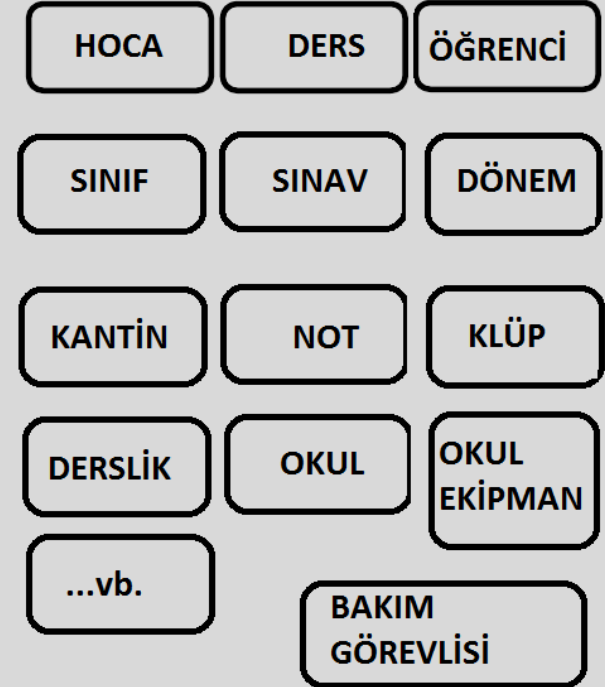 HOCA
DERS
ÖĞRENCİ
SINIF
SINAV
DÖNEM
KANTİN
NOT
KLÜP
DERSLİK
OKUL
OKUL
EKİPMAN
...vb.
BAKIM
GÖREVLİSİ